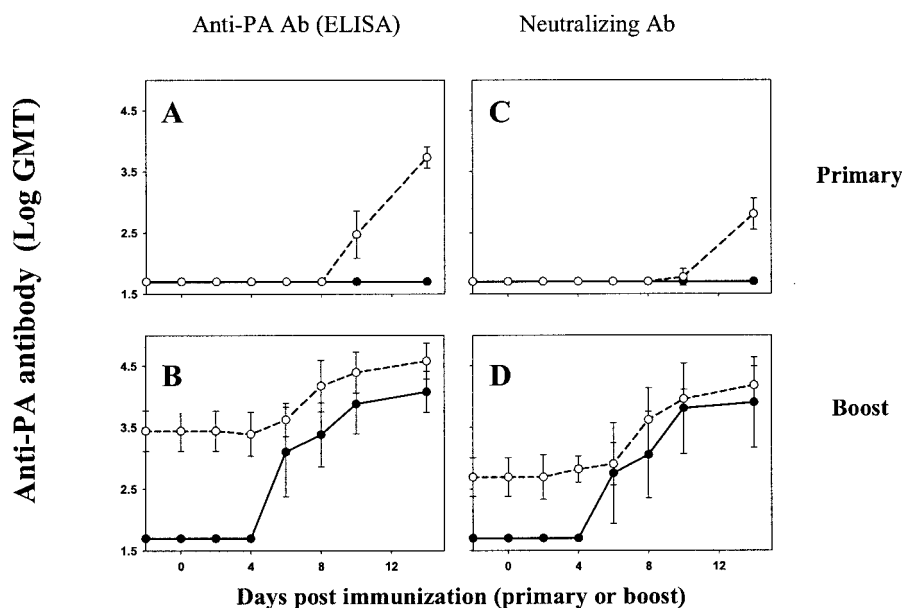 Anti-PA Ab (ELISA) Neutralizing Ab
Anti-PA antibody (Log GMT)
A
4.5
3.5
2.5
1.5
C
Primary
B
4.5
3.5
2.5
1.5
D
Boost
0 4 8 12
0 4 8 12
Days post immunization (primary or boost)